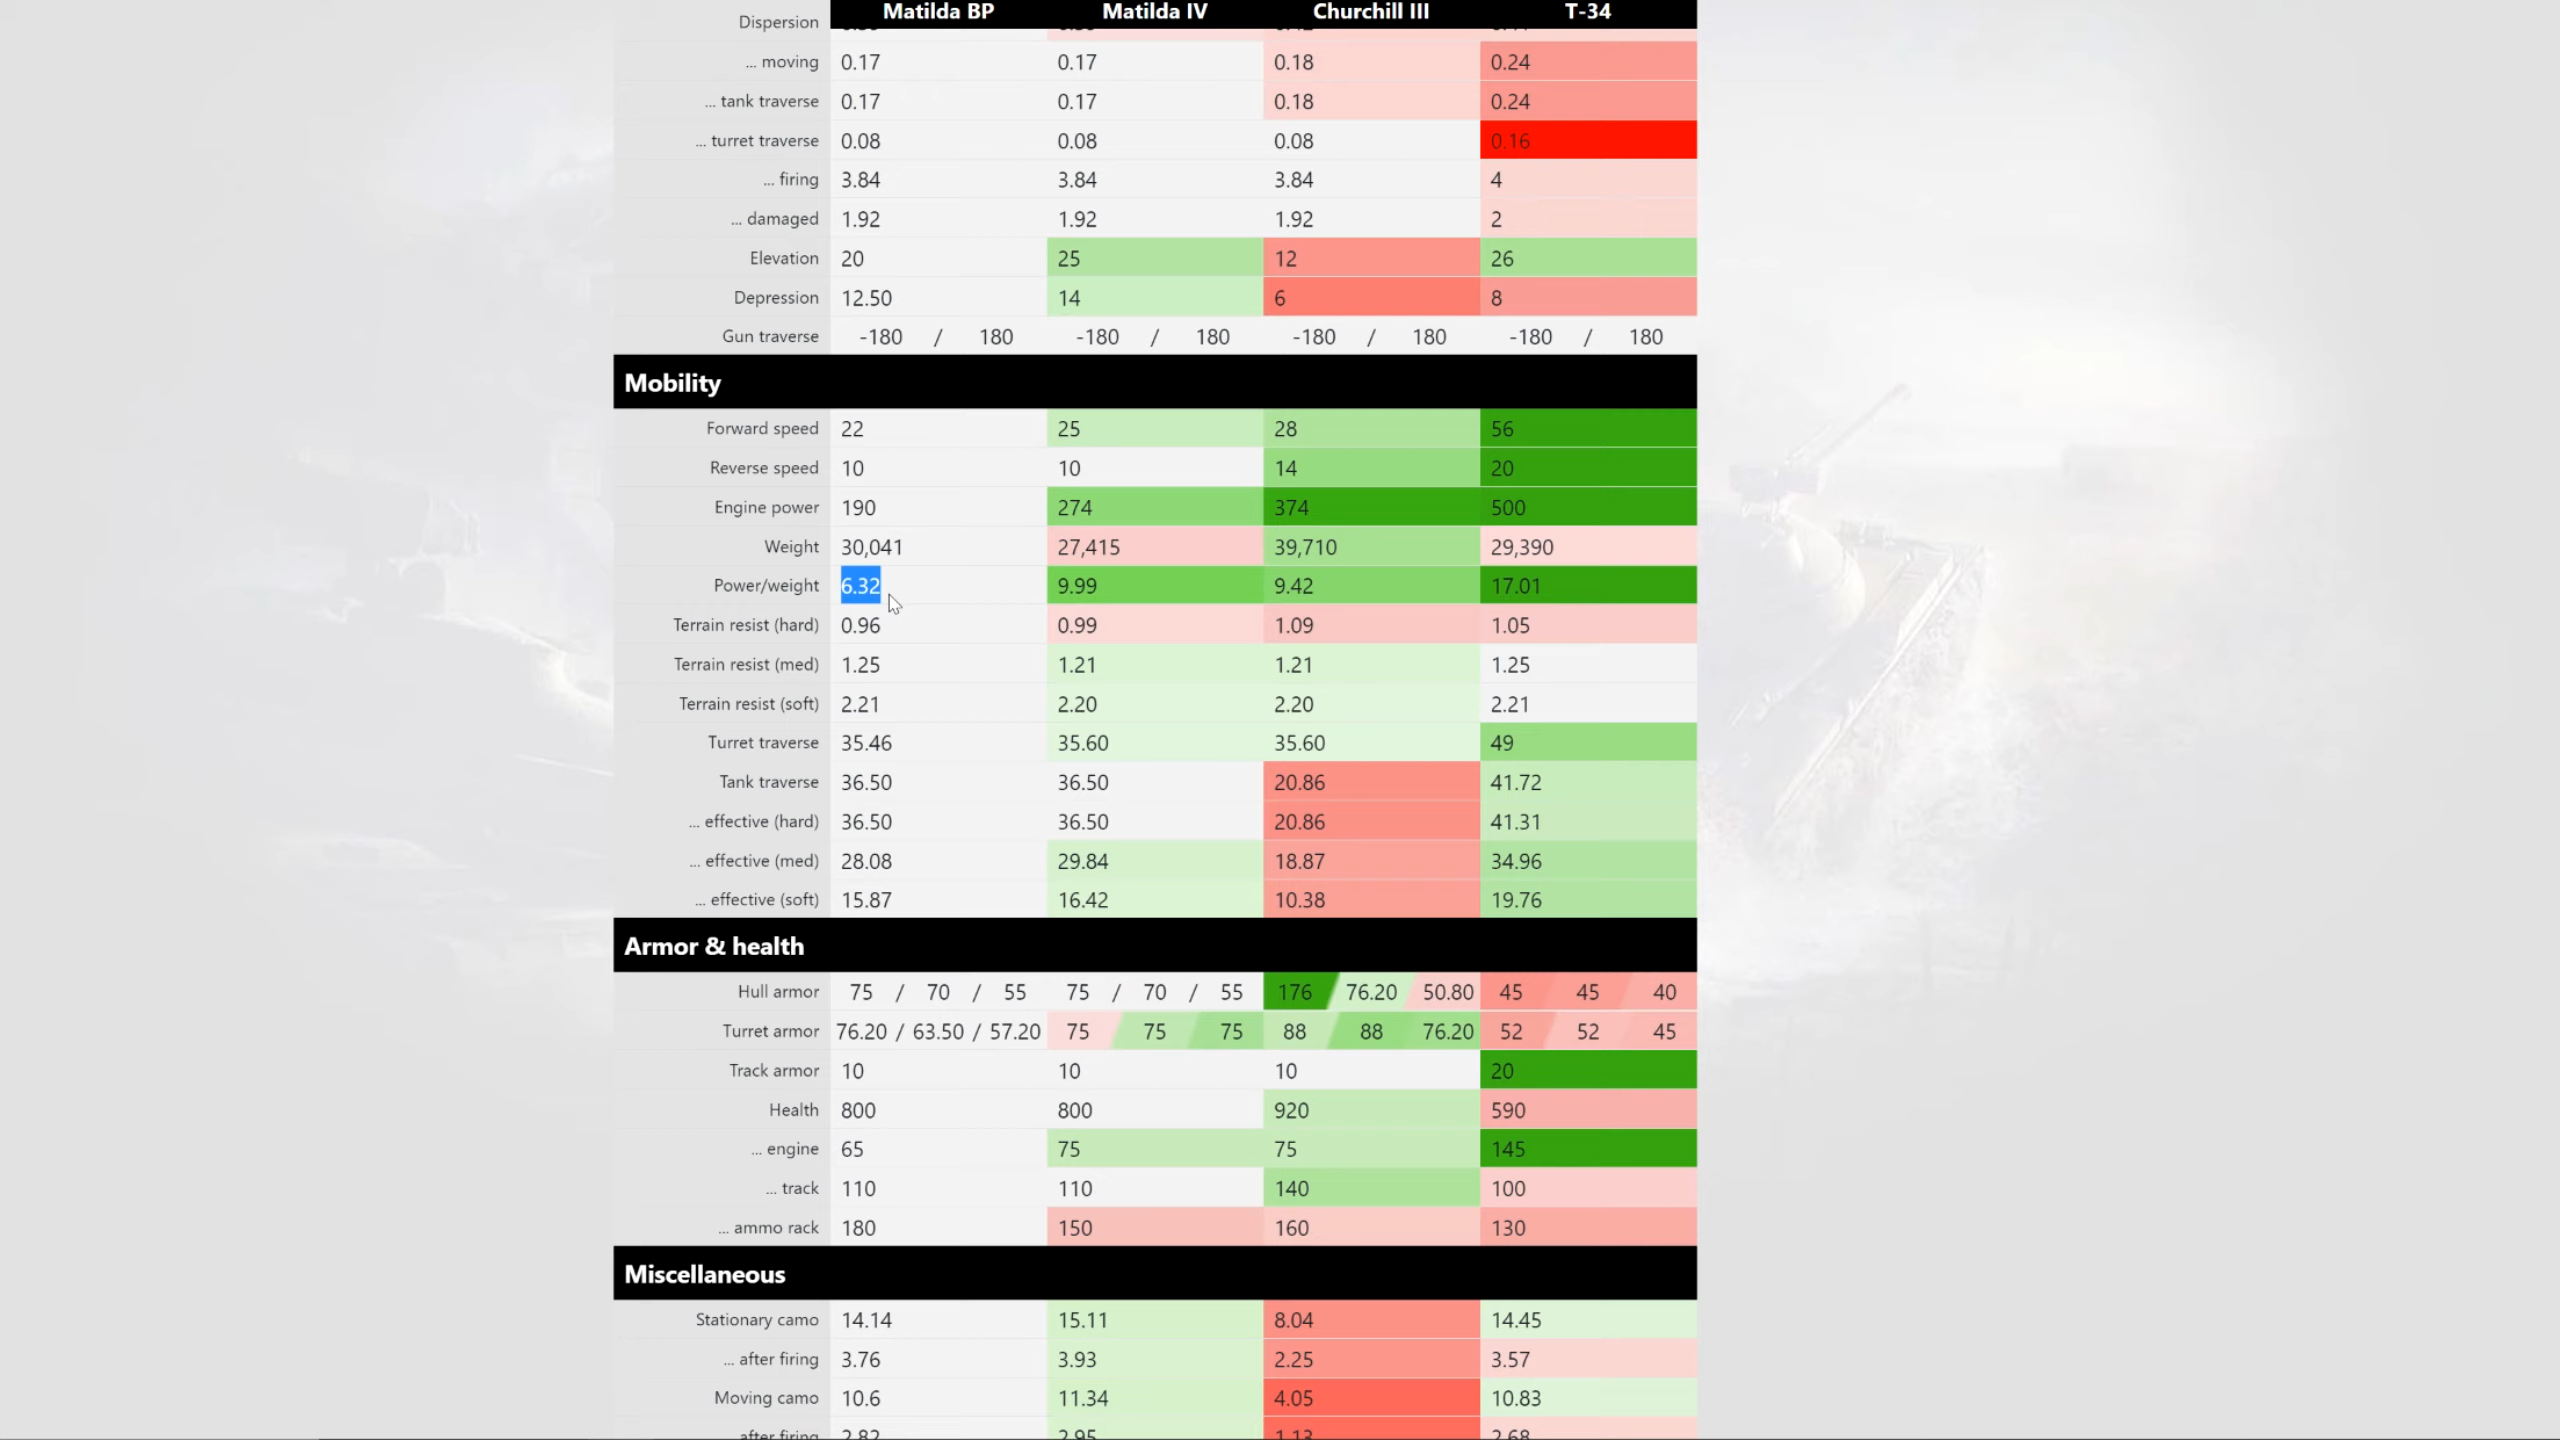 Matilda BP Matilda IV Churchill III T-34
Dispersion
... moving 0.17 0.17 0.18 0.24
... tank traverse 0.17 0.17 0.18 0.24
... turret traverse 0.08 0.08 0.08 0.16
... firing 3.84 3.84 3.84 4
... damaged 1.92 1.92 1.92 2
Elevation 20 25 12 26
Depression 12.50 14 6 8
Gun traverse -180 / 180 -180 / 180 -180 / 180 -180 / 180
Mobility
Forward speed 22 25 28 56
Reverse speed 10 10 14 20
Engine power 190 274 374 500
Weight 30,041 27,415 39,710 29,390
Power/weight 6.32 9.99 9.42 17.01
Terrain resist (hard) 0.96 0.99 1.09 1.05
Terrain resist (med) 1.25 1.21 1.21 1.25
Terrain resist (soft) 2.21 2.20 2.20 2.21
Turret traverse 35.46 35.60 35.60 49
Tank traverse 36.50 36.50 20.86 41.72
... effective (hard) 36.50 36.50 20.86 41.31
... effective (med) 28.08 29.84 18.87 34.96
... effective (soft) 15.87 16.42 10.38 19.76
Armor & health
Hull armor 75 / 70 / 55 75 / 70 / 55 176 76.20 50.80 45 45 40
Turret armor 76.20 / 63.50 / 57.20 75 75 75 88 88 76.20 52 52 45
Track armor 10 10 10 20
Health 800 800 920 590
... engine 65 75 75 145
... track 110 110 140 100
... ammo rack 180 150 160 130
Miscellaneous
Stationary camo 14.14 15.11 8.04 14.45
... after firing 3.76 3.93 2.25 3.57
Moving camo 10.6 11.34 4.05 10.83
after firing 2.82 2.95 1.13 2.68